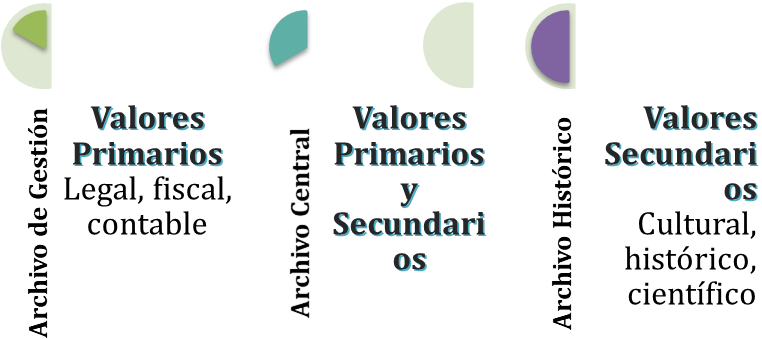 Archivo de Gestión
Valores
Primarios
Legal, fiscal,
contable
Archivo Central
Valores
Primarios
y
Secundari
os
Archivo Histórico
Valores
Secundari
os
Cultural,
histórico,
científico